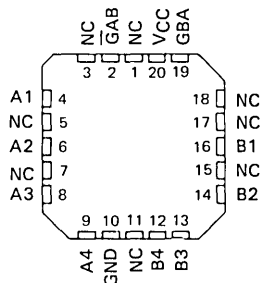 NC G̅A̅B̅ NC VCC GBA
3 2 1 20 19
A1 4 18 NC
NC 5 17 NC
A2 6 16 B1
NC 7 15 NC
A3 8 14 B2
9 10 11 12 13
A4 GND NC B4 B3